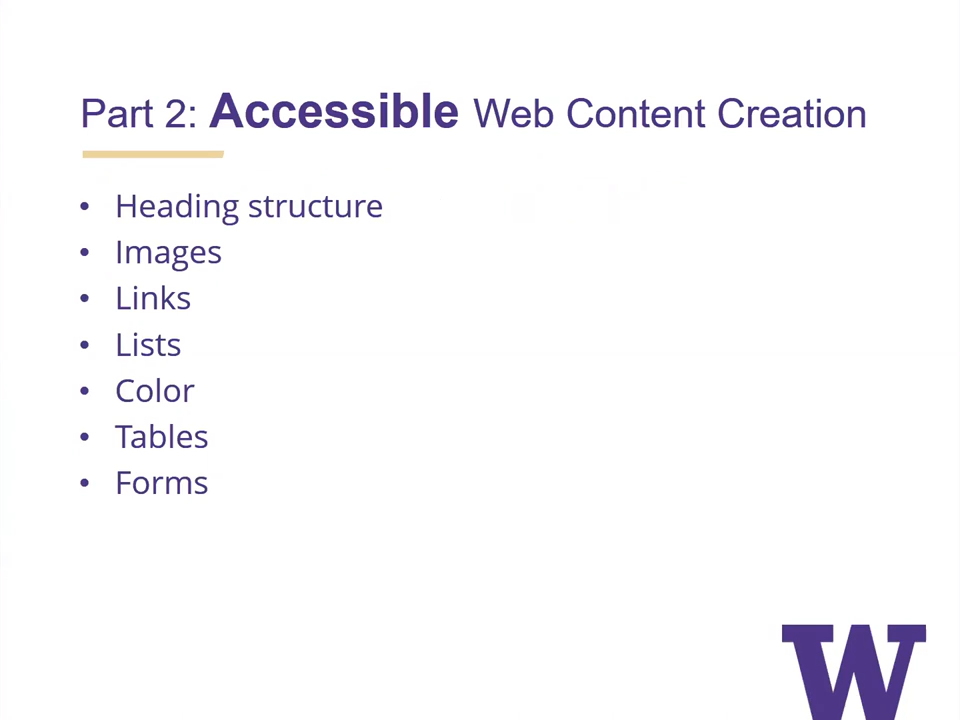 Part 2: Accessible Web Content Creation
• Heading structure
• Images
• Links
• Lists
• Color
• Tables
• Forms
W